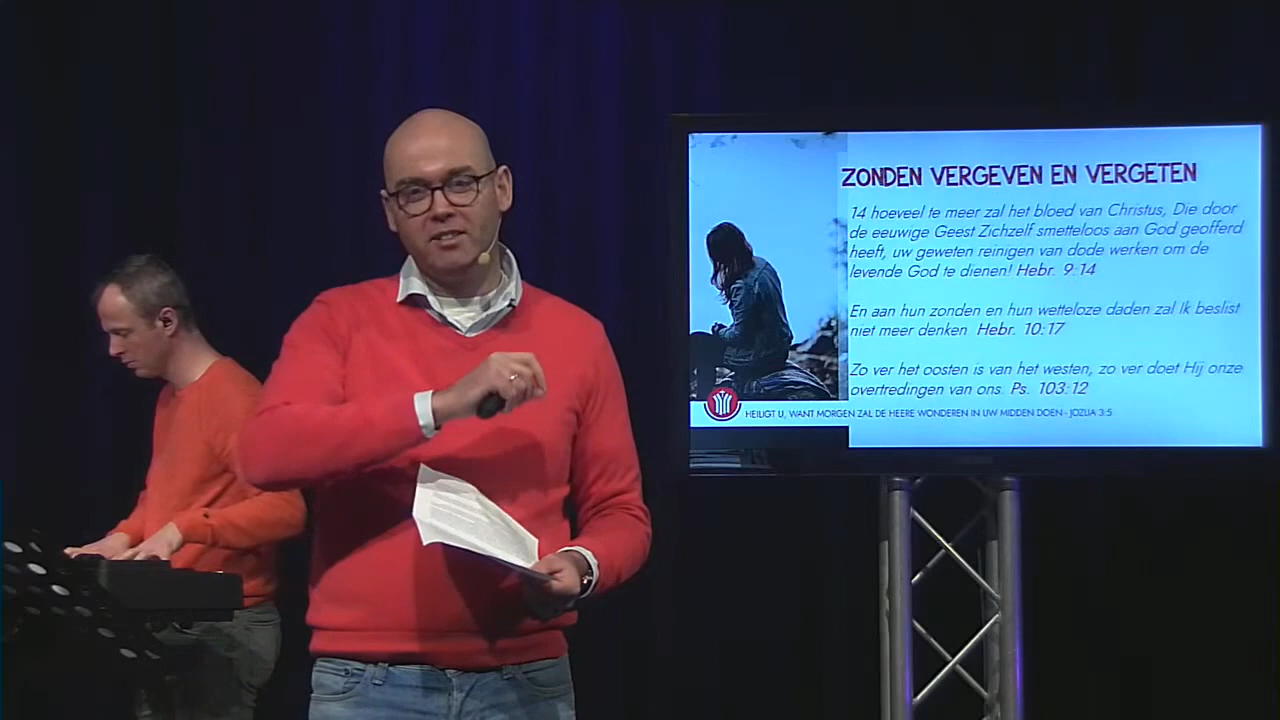 ZONDEN VERGEVEN EN VERGETEN
14 hoeveel te meer zal het bloed van Christus, Die door
de eeuwige Geest Zichzelf smetteloos aan God geofferd
heeft, uw geweten reinigen van dode werken om de
levende God te dienen! Hebr. 9:14
En aan hun zonden en hun wetteloze daden zal Ik beslist
niet meer denken Hebr. 10:17
Zo ver het oosten is van het westen, zo ver doet Hij onze
overtredingen van ons. Ps. 103:12
HEILIGT U, WANT MORGEN ZAL DE HEERE WONDEREN IN UW MIDDEN DOEN - JOZUA 3:5